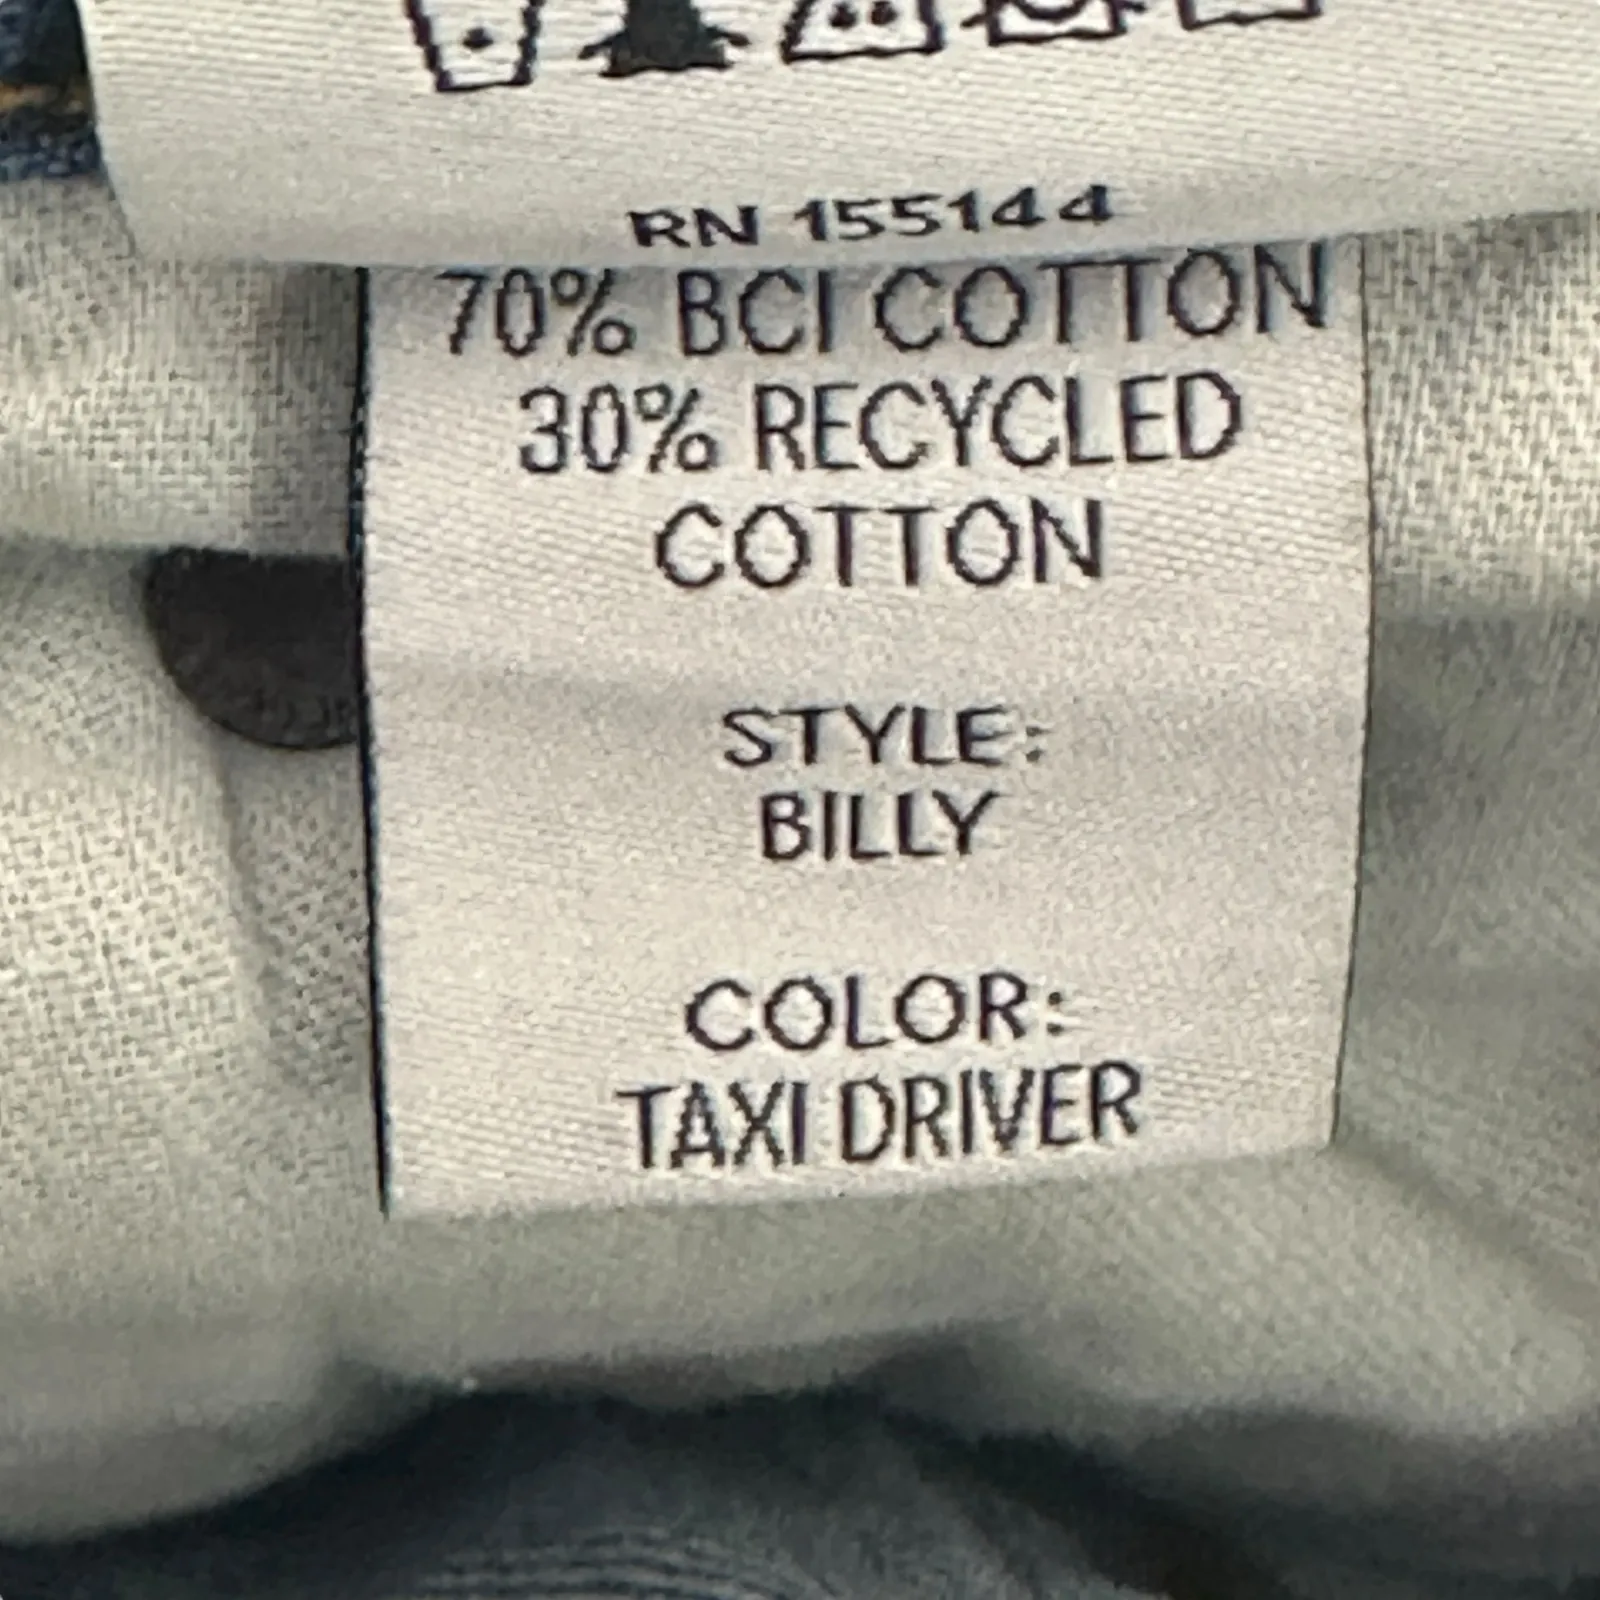 RN 155144
70% BCI COTTON
30% RECYCLED
COTTON
STYLE:
BILLY
COLOR:
TAXI DRIVER